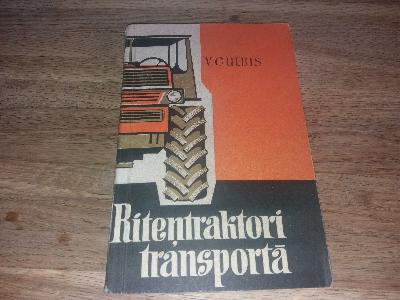 V GULBIS
Riteņtraktori
transportā